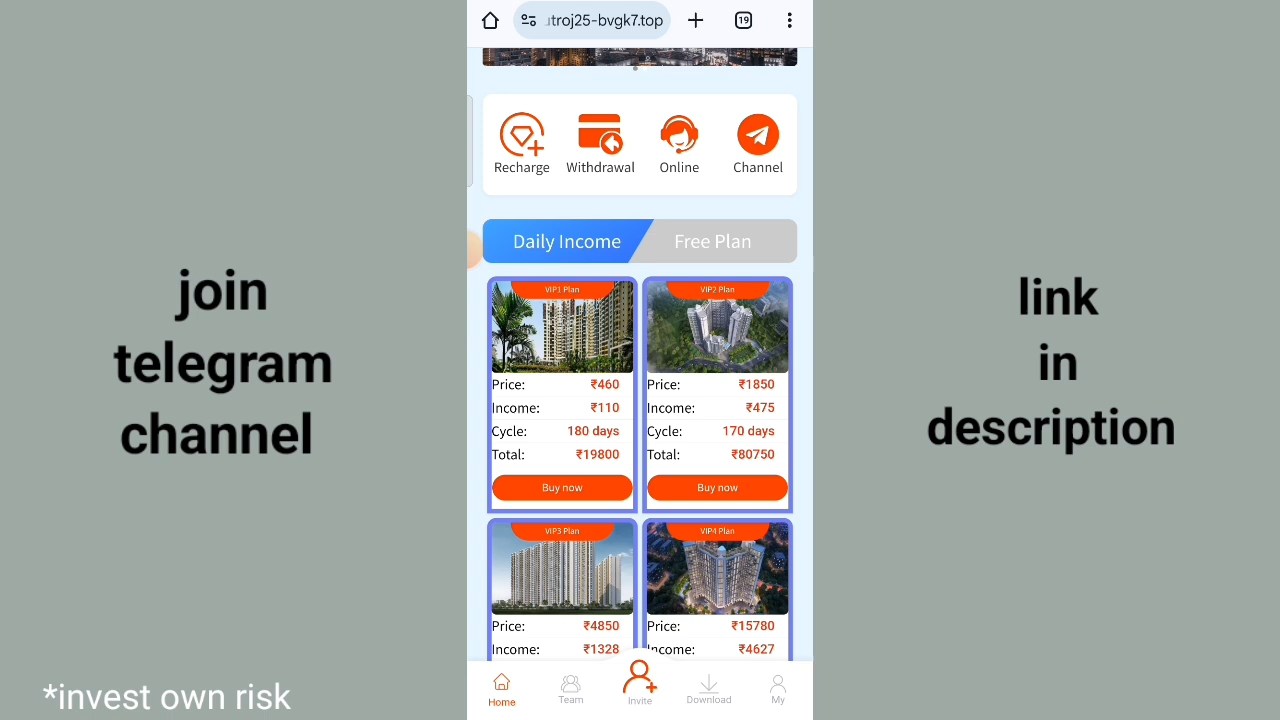 utroj25-bvgk7.top
19
Recharge Withdrawal Online Channel
Daily Income Free Plan
VIP1 Plan
Price: ₹460
Income: ₹110
Cycle: 180 days
Total: ₹19800
Buy now
VIP2 Plan
Price: ₹1850
Income: ₹475
Cycle: 170 days
Total: ₹80750
Buy now
VIP3 Plan
Price: ₹4850
Income: ₹1328
VIP4 Plan
Price: ₹15780
Income: ₹4627
Home Team Invite Download My
join
telegram
channel
link
in
description
*invest own risk